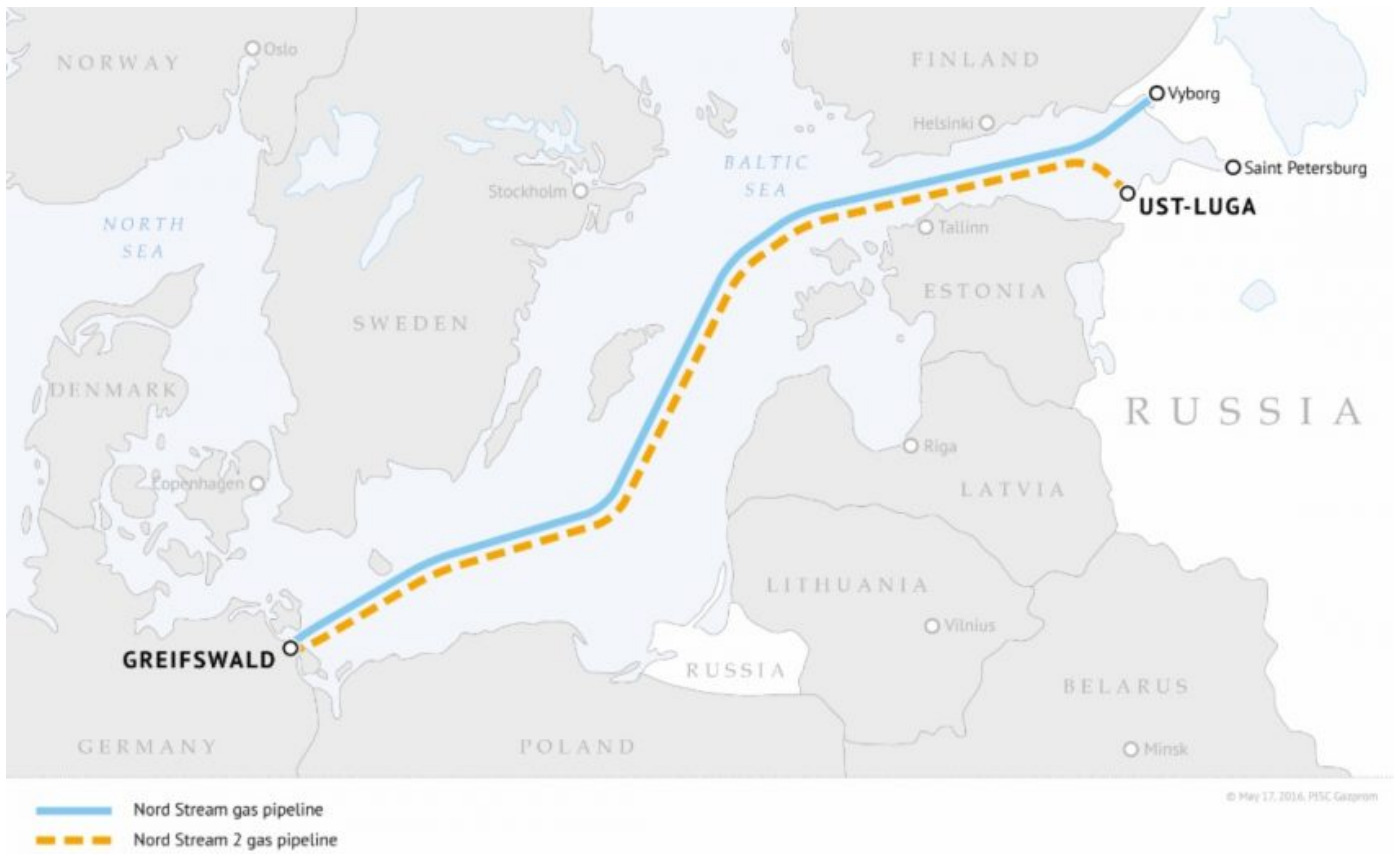 NORWAY
Oslo
FINLAND
Vyborg
Helsinki
BALTIC
SEA
Saint Petersburg
Stockholm
UST-LUGA
NORTH
SEA
Tallinn
ESTONIA
SWEDEN
DENMARK
RUSSIA
Riga
Copenhagen
LATVIA
LITHUANIA
Vilnius
GREIFSWALD
RUSSIA
BELARUS
GERMANY
POLAND
Minsk
Nord Stream gas pipeline
© May 17, 2016, PJSC Gazprom
Nord Stream 2 gas pipeline